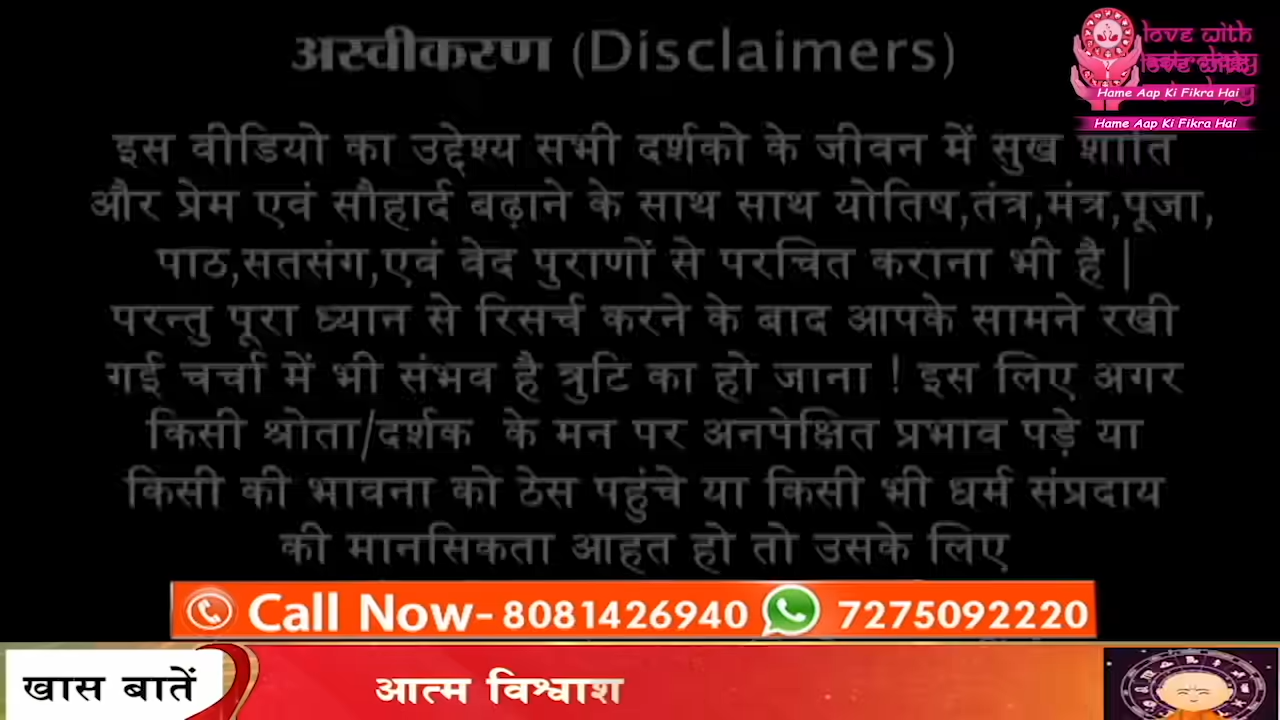 अस्वीकरण (Disclaimers)
love with
love with
Hame Aap Ki Fikra Hai
Hame Aap Ki Fikra Hai
इस वीडियो का उद्देश्य सभी दर्शको के जीवन में सुख शांति
और प्रेम एवं सौहार्द बढ़ाने के साथ साथ योतिष,तंत्र,मंत्र,पूजा,
पाठ,सतसंग,एवं वेद पुराणों से परचित कराना भी है |
परन्तु पूरा ध्यान से रिसर्च करने के बाद आपके सामने रखी
गई चर्चा में भी संभव है त्रुटि का हो जाना ! इस लिए अगर
किसी श्रोता/दर्शक के मन पर अनपेक्षित प्रभाव पड़े या
किसी की भावना को ठेस पहुंचे या किसी भी धर्म संप्रदाय
की मानसिकता आहत हो तो उसके लिए
Call Now- 8081426940 7275092220
खास बातें
आत्म विश्वाश